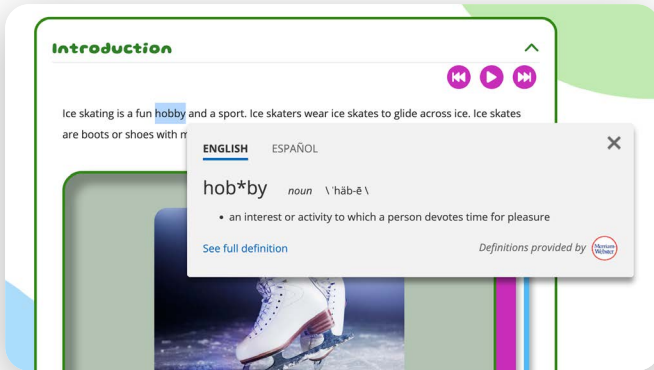 Introduction
Ice skating is a fun hobby and a sport. Ice skaters wear ice skates to glide across ice. Ice skates
are boots or shoes with m
ENGLISH ESPAÑOL
hob*by noun \ ˈhäb-ē \
• an interest or activity to which a person devotes time for pleasure
See full definition Definitions provided by Merriam-
Webster